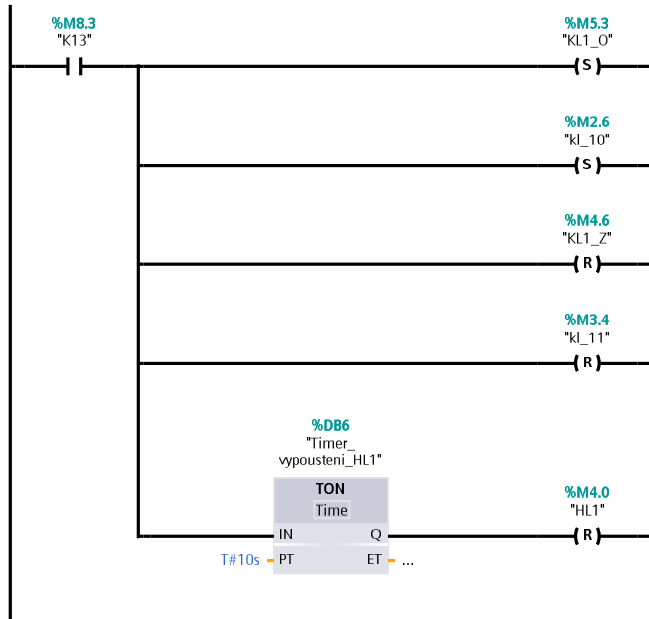 %M8.3
"K13"
%M5.3
"KL1_O"
S
%M2.6
"kl_10"
S
%M4.6
"KL1_Z"
R
%M3.4
"kl_11"
R
%DB6
"Timer_
vypousteni_HL1"
TON
Time
%M4.0
"HL1"
IN Q
R
T#10s PT ET ...